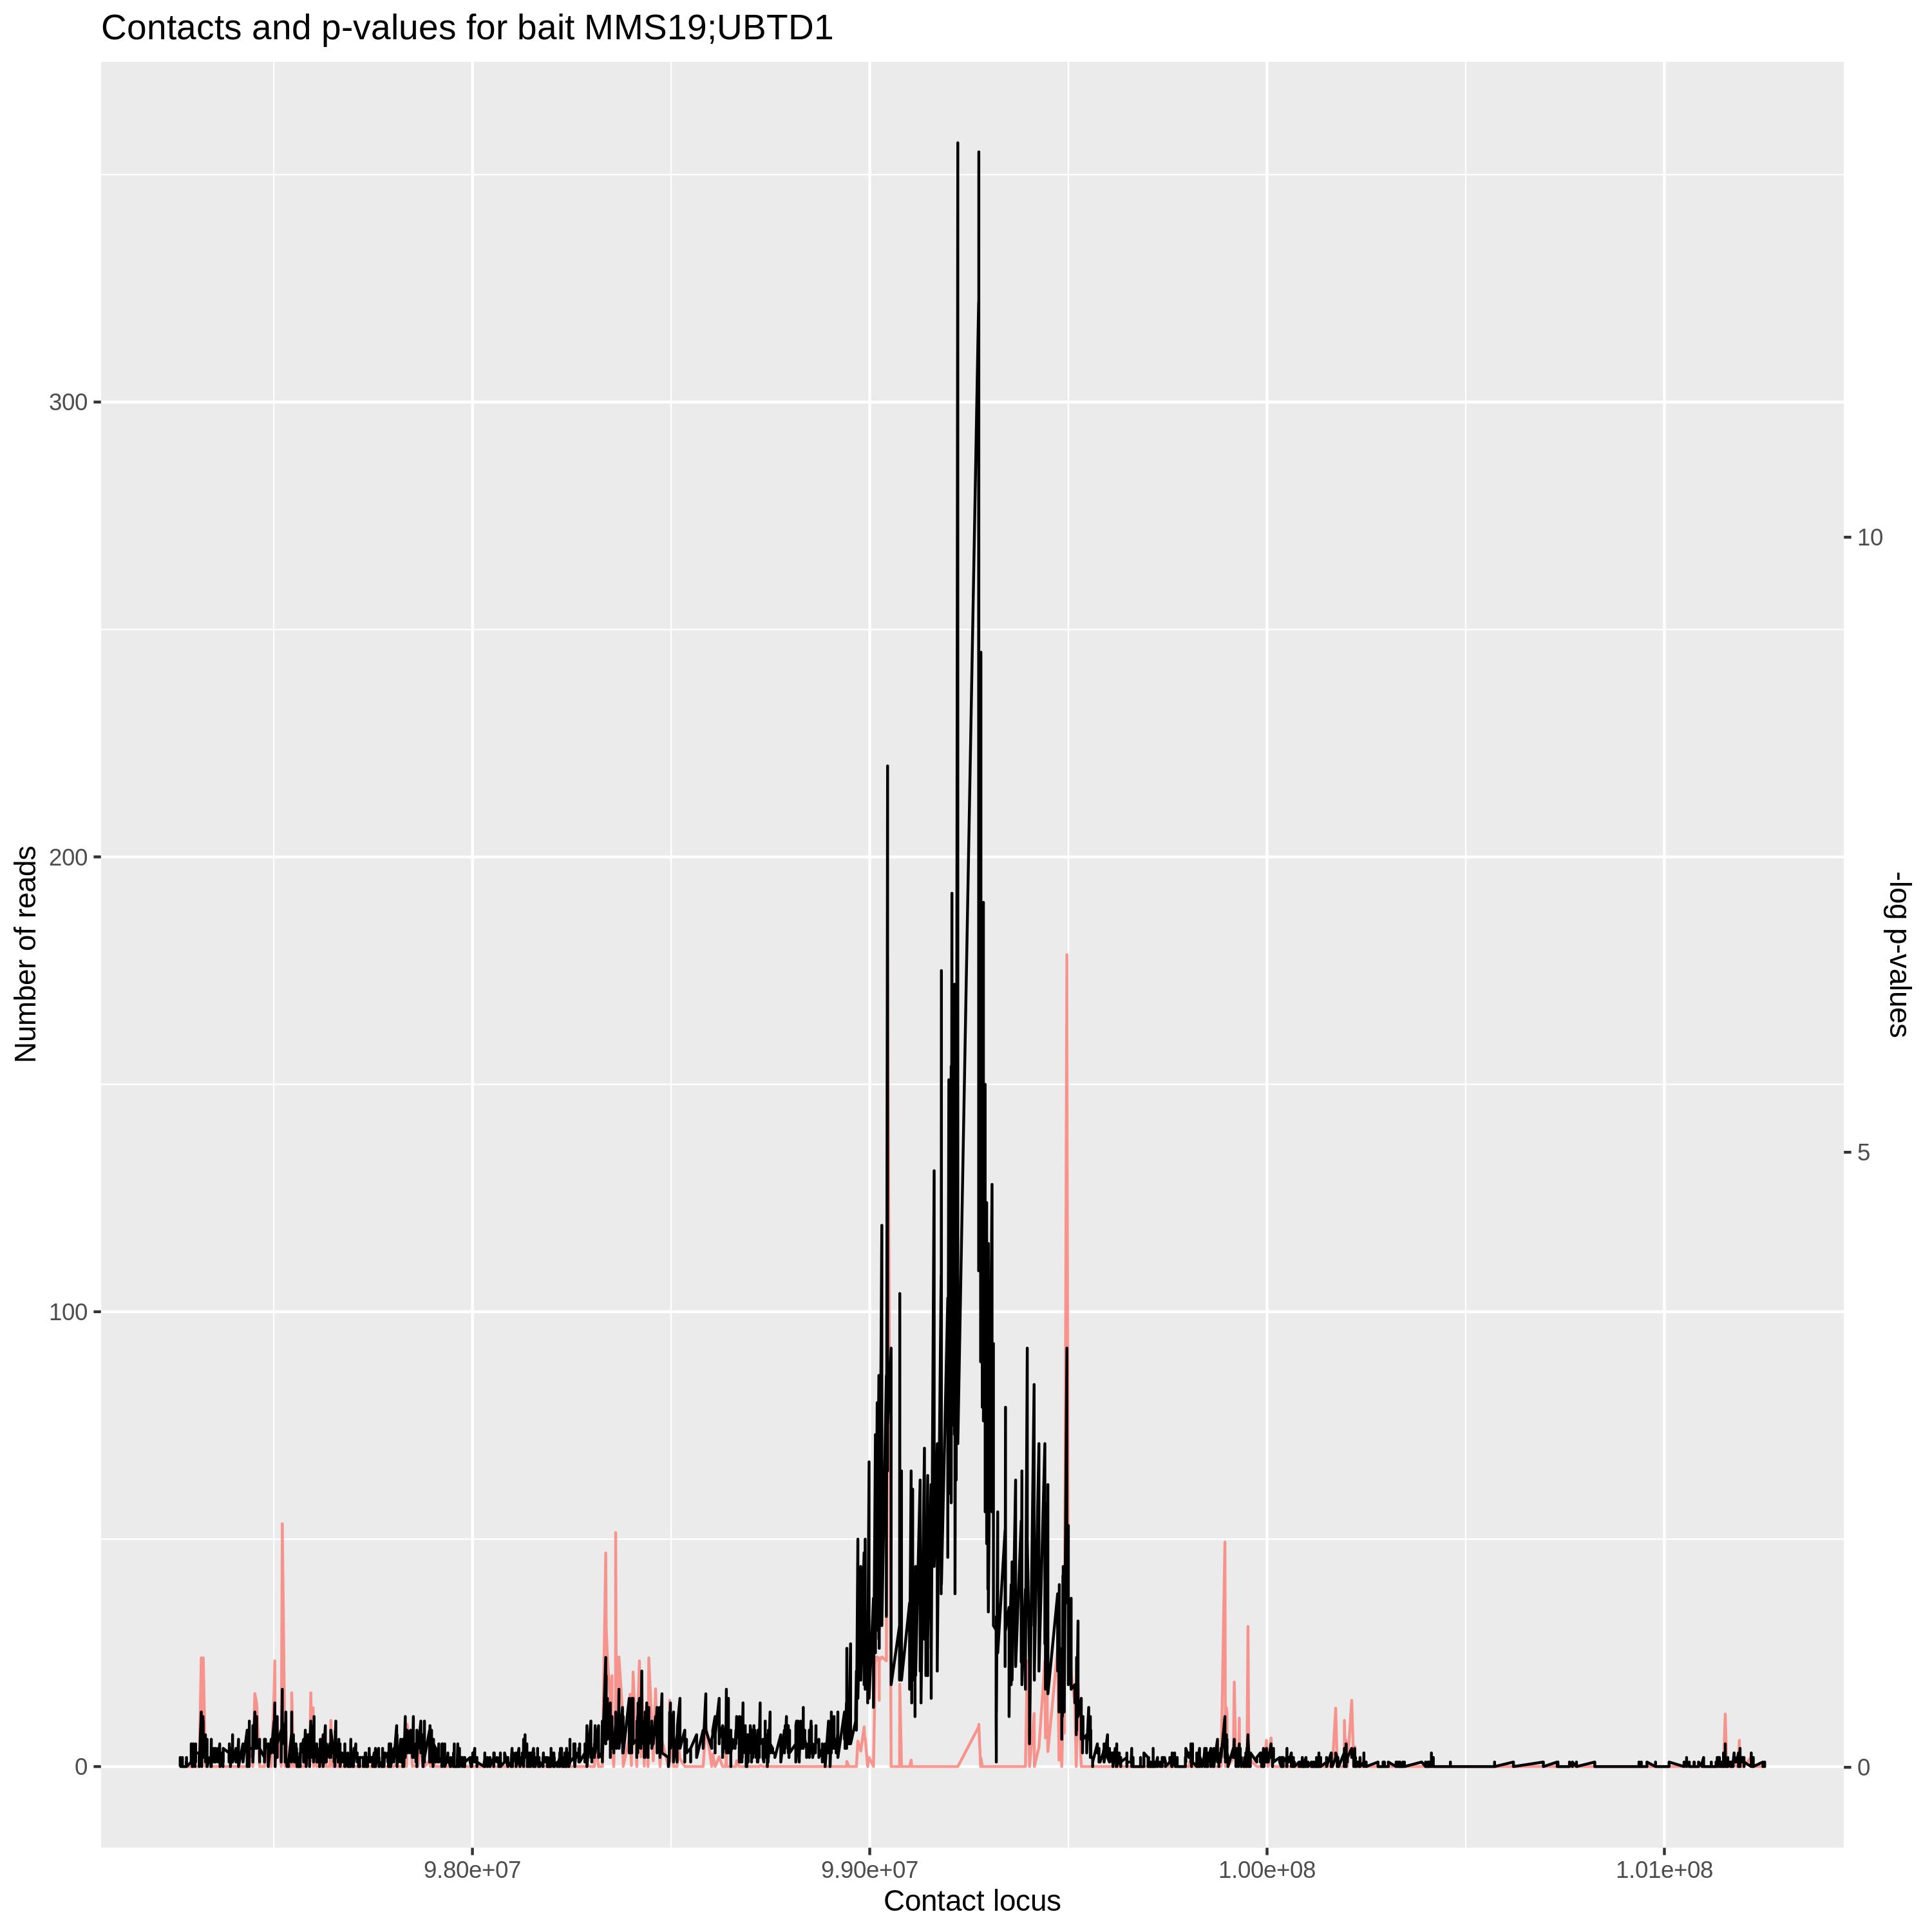 Contacts and p-values for bait MMS19;UBTD1
Number of reads
300
200
100
0
10
5
0
-log p-values
9.80e+07
9.90e+07
1.00e+08
1.01e+08
Contact locus